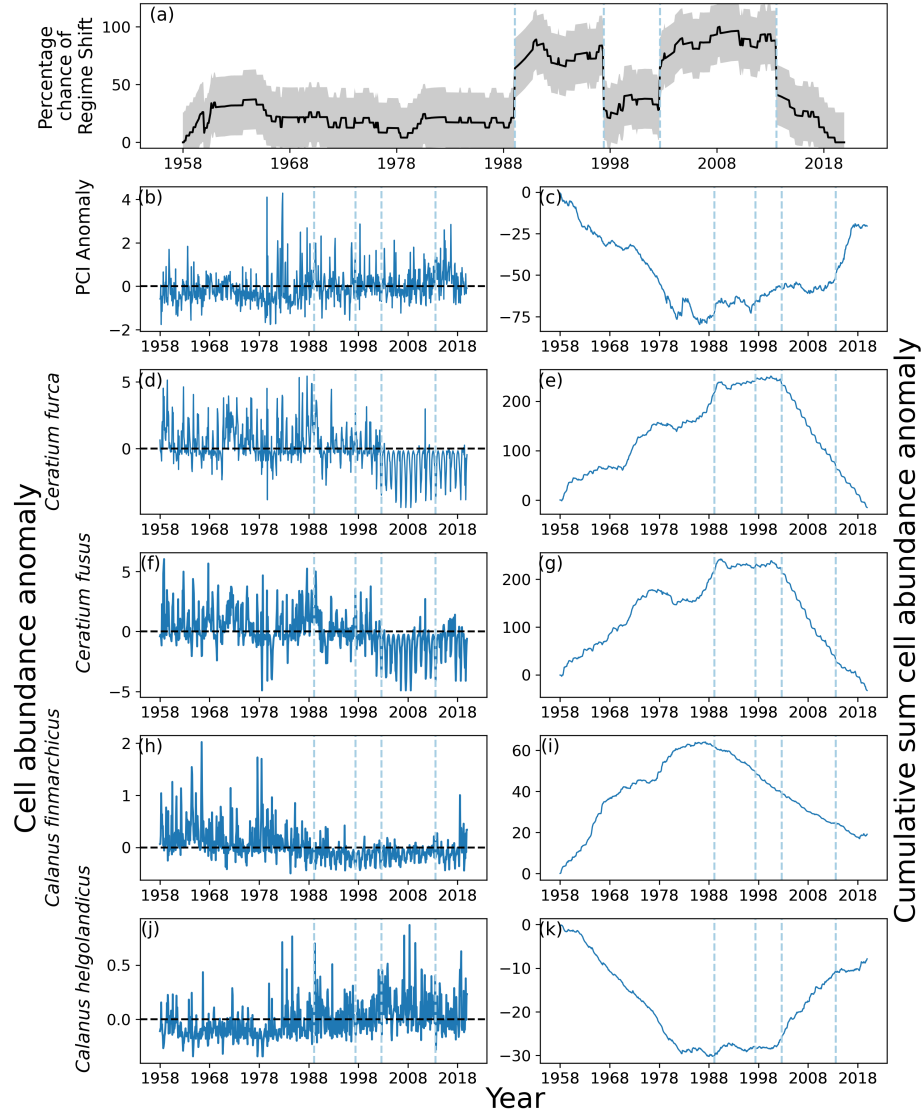 (a)
Percentage
chance of
Regime Shift
100
50
0
1958 1968 1978 1988 1998 2008 2018
(b)
PCI Anomaly
4
2
0
−2
1958 1968 1978 1988 1998 2008 2018
(c)
0
−25
−50
−75
1958 1968 1978 1988 1998 2008 2018
(d)
Ceratium furca
5
0
1958 1968 1978 1988 1998 2008 2018
(e)
200
100
0
1958 1968 1978 1988 1998 2008 2018
(f)
Ceratium fusus
5
0
−5
1958 1968 1978 1988 1998 2008 2018
(g)
200
100
0
1958 1968 1978 1988 1998 2008 2018
(h)
Calanus finmarchicus
2
1
0
1958 1968 1978 1988 1998 2008 2018
(i)
60
40
20
0
1958 1968 1978 1988 1998 2008 2018
(j)
Calanus helgolandicus
0.5
0.0
1958 1968 1978 1988 1998 2008 2018
(k)
0
−10
−20
−30
1958 1968 1978 1988 1998 2008 2018
Cell abundance anomaly
Cumulative sum cell abundance anomaly
Year